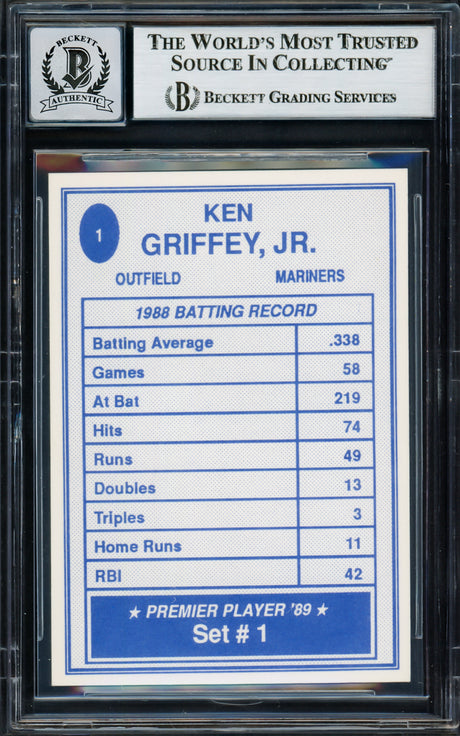 BECKETT
B
AUTHENTIC
THE WORLD'S MOST TRUSTED
SOURCE IN COLLECTING™
B BECKETT GRADING SERVICES
1
KEN
GRIFFEY, JR.
OUTFIELD MARINERS
1988 BATTING RECORD
Batting Average .338
Games 58
At Bat 219
Hits 74
Runs 49
Doubles 13
Triples 3
Home Runs 11
RBI 42
★ PREMIER PLAYER '89 ★
Set # 1